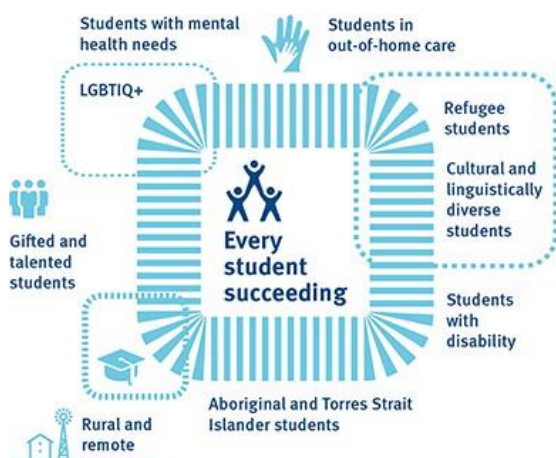 Students with mental
health needs
Students in
out-of-home care
LGBTIQ+
Refugee
students
Cultural and
linguistically
diverse
students
Every
student
succeeding
Gifted and
talented
students
Students
with
disability
Aboriginal and Torres Strait
Islander students
Rural and
remote